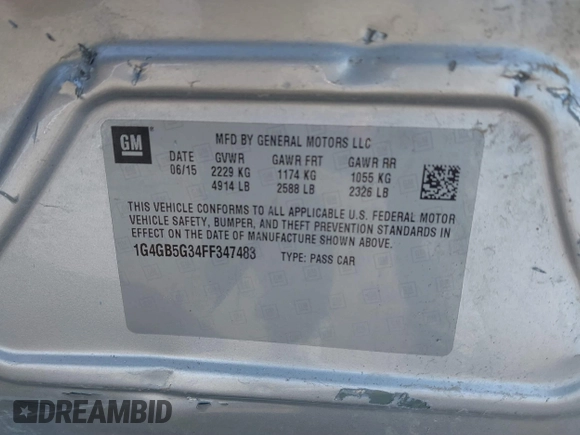 GM
MFD BY GENERAL MOTORS LLC
DATE GVWR GAWR FRT GAWR RR
06/15 2229 KG 1174 KG 1055 KG
4914 LB 2588 LB 2326 LB
THIS VEHICLE CONFORMS TO ALL APPLICABLE U.S. FEDERAL MOTOR
VEHICLE SAFETY, BUMPER, AND THEFT PREVENTION STANDARDS IN
EFFECT ON THE DATE OF MANUFACTURE SHOWN ABOVE.
1G4GB5G34FF347483 TYPE: PASS CAR
DREAMBID